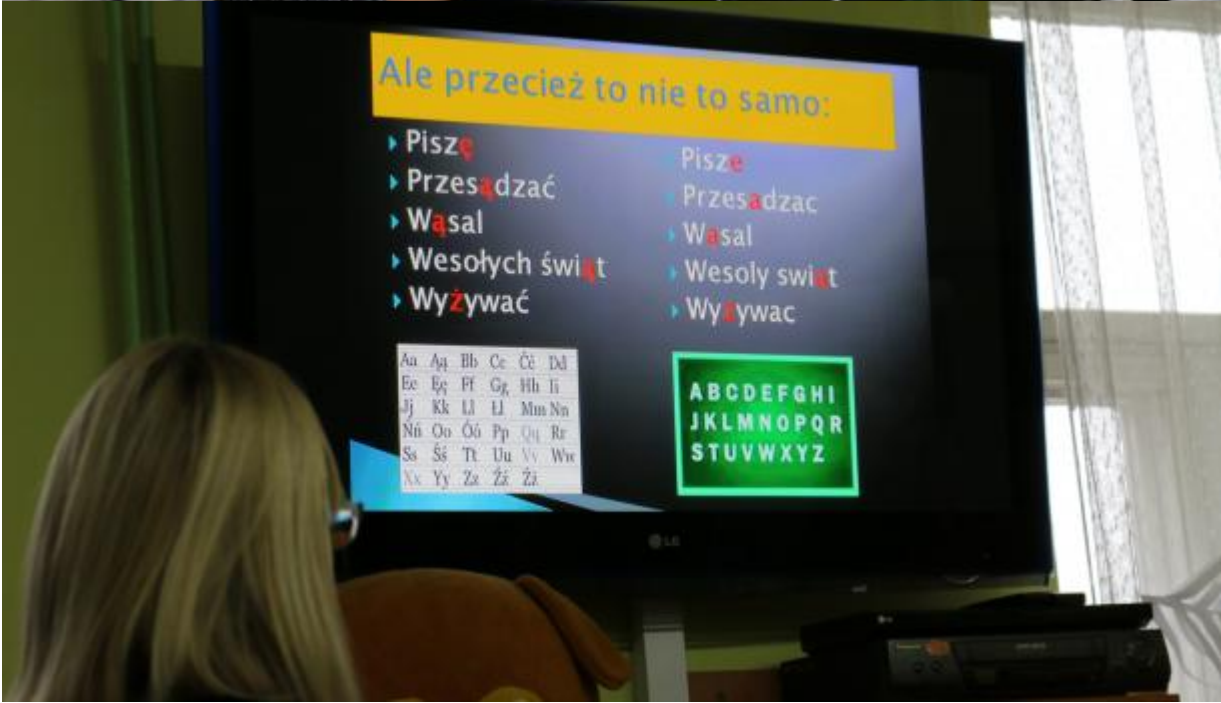 Ale przecież to nie to samo:
Piszę
Przesądzać
Wąsal
Wesołych świąt
Wyżywać
Pisze
Przesadzac
Wasal
Wesoly swiat
Wyzywac
Aa Ąą Bb Cc Ćć Dd
Ee Ęę Ff Gg Hh Ii
Jj Kk Ll Łł Mm Nn
Nń Oo Óó Pp Qq Rr
Ss Śś Tt Uu Vv Ww
Xx Yy Zz Źź Żż
ABCDEFGHI
JKLMNOPQR
STUVWXYZ
LG